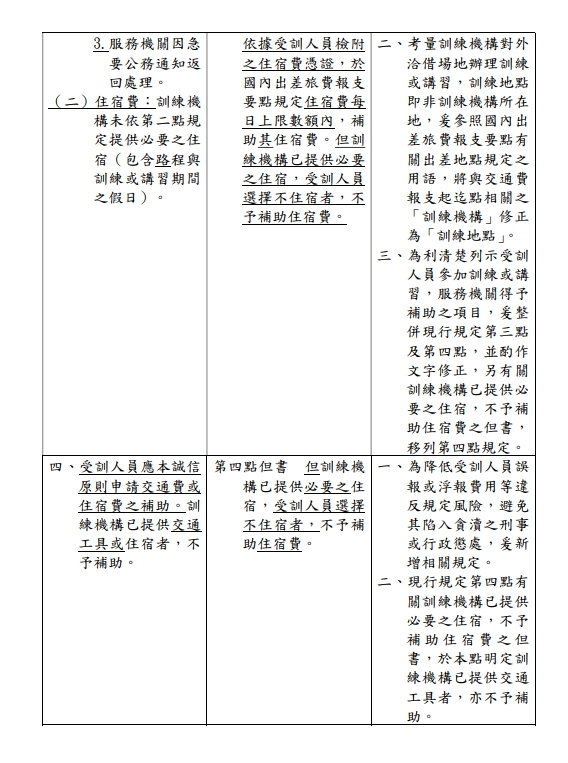 3.服務機關因急
要公務通知返
回處理。
（二）住宿費：訓練機
構未依第二點規
定提供必要之住
宿（包含路程與
訓練或講習期間
之假日）。
依據受訓人員檢附
之住宿費憑證，於
國內出差旅費報支
要點規定住宿費每
日上限數額內，補
助其住宿費。但訓
練機構已提供必要
之住宿，受訓人員
選擇不住宿者，不
予補助住宿費。
二、考量訓練機構對外
洽借場地辦理訓練
或講習，訓練地點
即非訓練機構所在
地，爰參照國內出
差旅費報支要點有
關出差地點規定之
用語，將與交通費
報支起迄點相關之
「訓練機構」修正
為「訓練地點」。
三、為利清楚列示受訓
人員參加訓練或講
習，服務機關得予
補助之項目，爰整
併現行規定第三點
及第四點，並酌作
文字修正，另有關
訓練機構已提供必
要之住宿，不予補
助住宿費之但書，
移列第四點規定。
四、受訓人員應本誠信
原則申請交通費或
住宿費之補助。訓
練機構已提供交通
工具或住宿者，不
予補助。
第四點但書　但訓練機
構已提供必要之住
宿，受訓人員選擇
不住宿者，不予補
助住宿費。
一、為降低受訓人員誤
報或浮報費用等違
反規定風險，避免
其陷入貪瀆之刑事
或行政懲處，爰新
增相關規定。
二、現行規定第四點有
關訓練機構已提供
必要之住宿，不予
補助住宿費之但
書，於本點明定訓
練機構已提供交通
工具者，亦不予補
助。